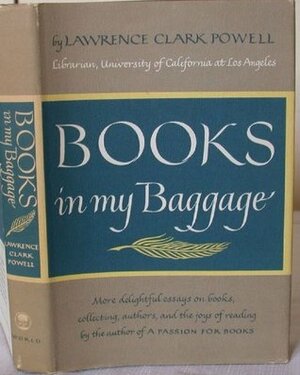 by LAWRENCE CLARK POWELL
Librarian, University of California at Los Angeles
BOOKS
in my Baggage
More delightful essays on books,
collecting, authors, and the joys of reading
by the author of A PASSION FOR BOOKS
BOOKS
in my Baggage
LAWRENCE
CLARK
POWELL
WORLD